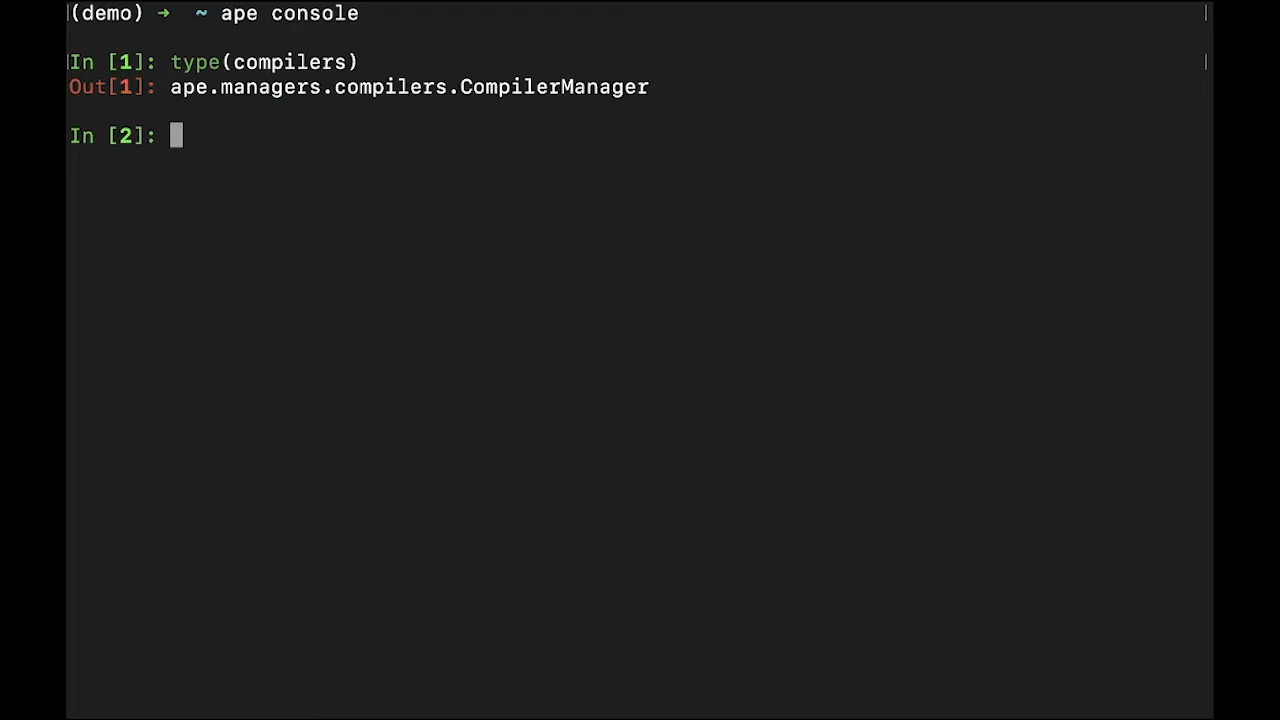 (demo) ➜  ~ ape console
In [1]: type(compilers)
Out[1]: ape.managers.compilers.CompilerManager
In [2]: